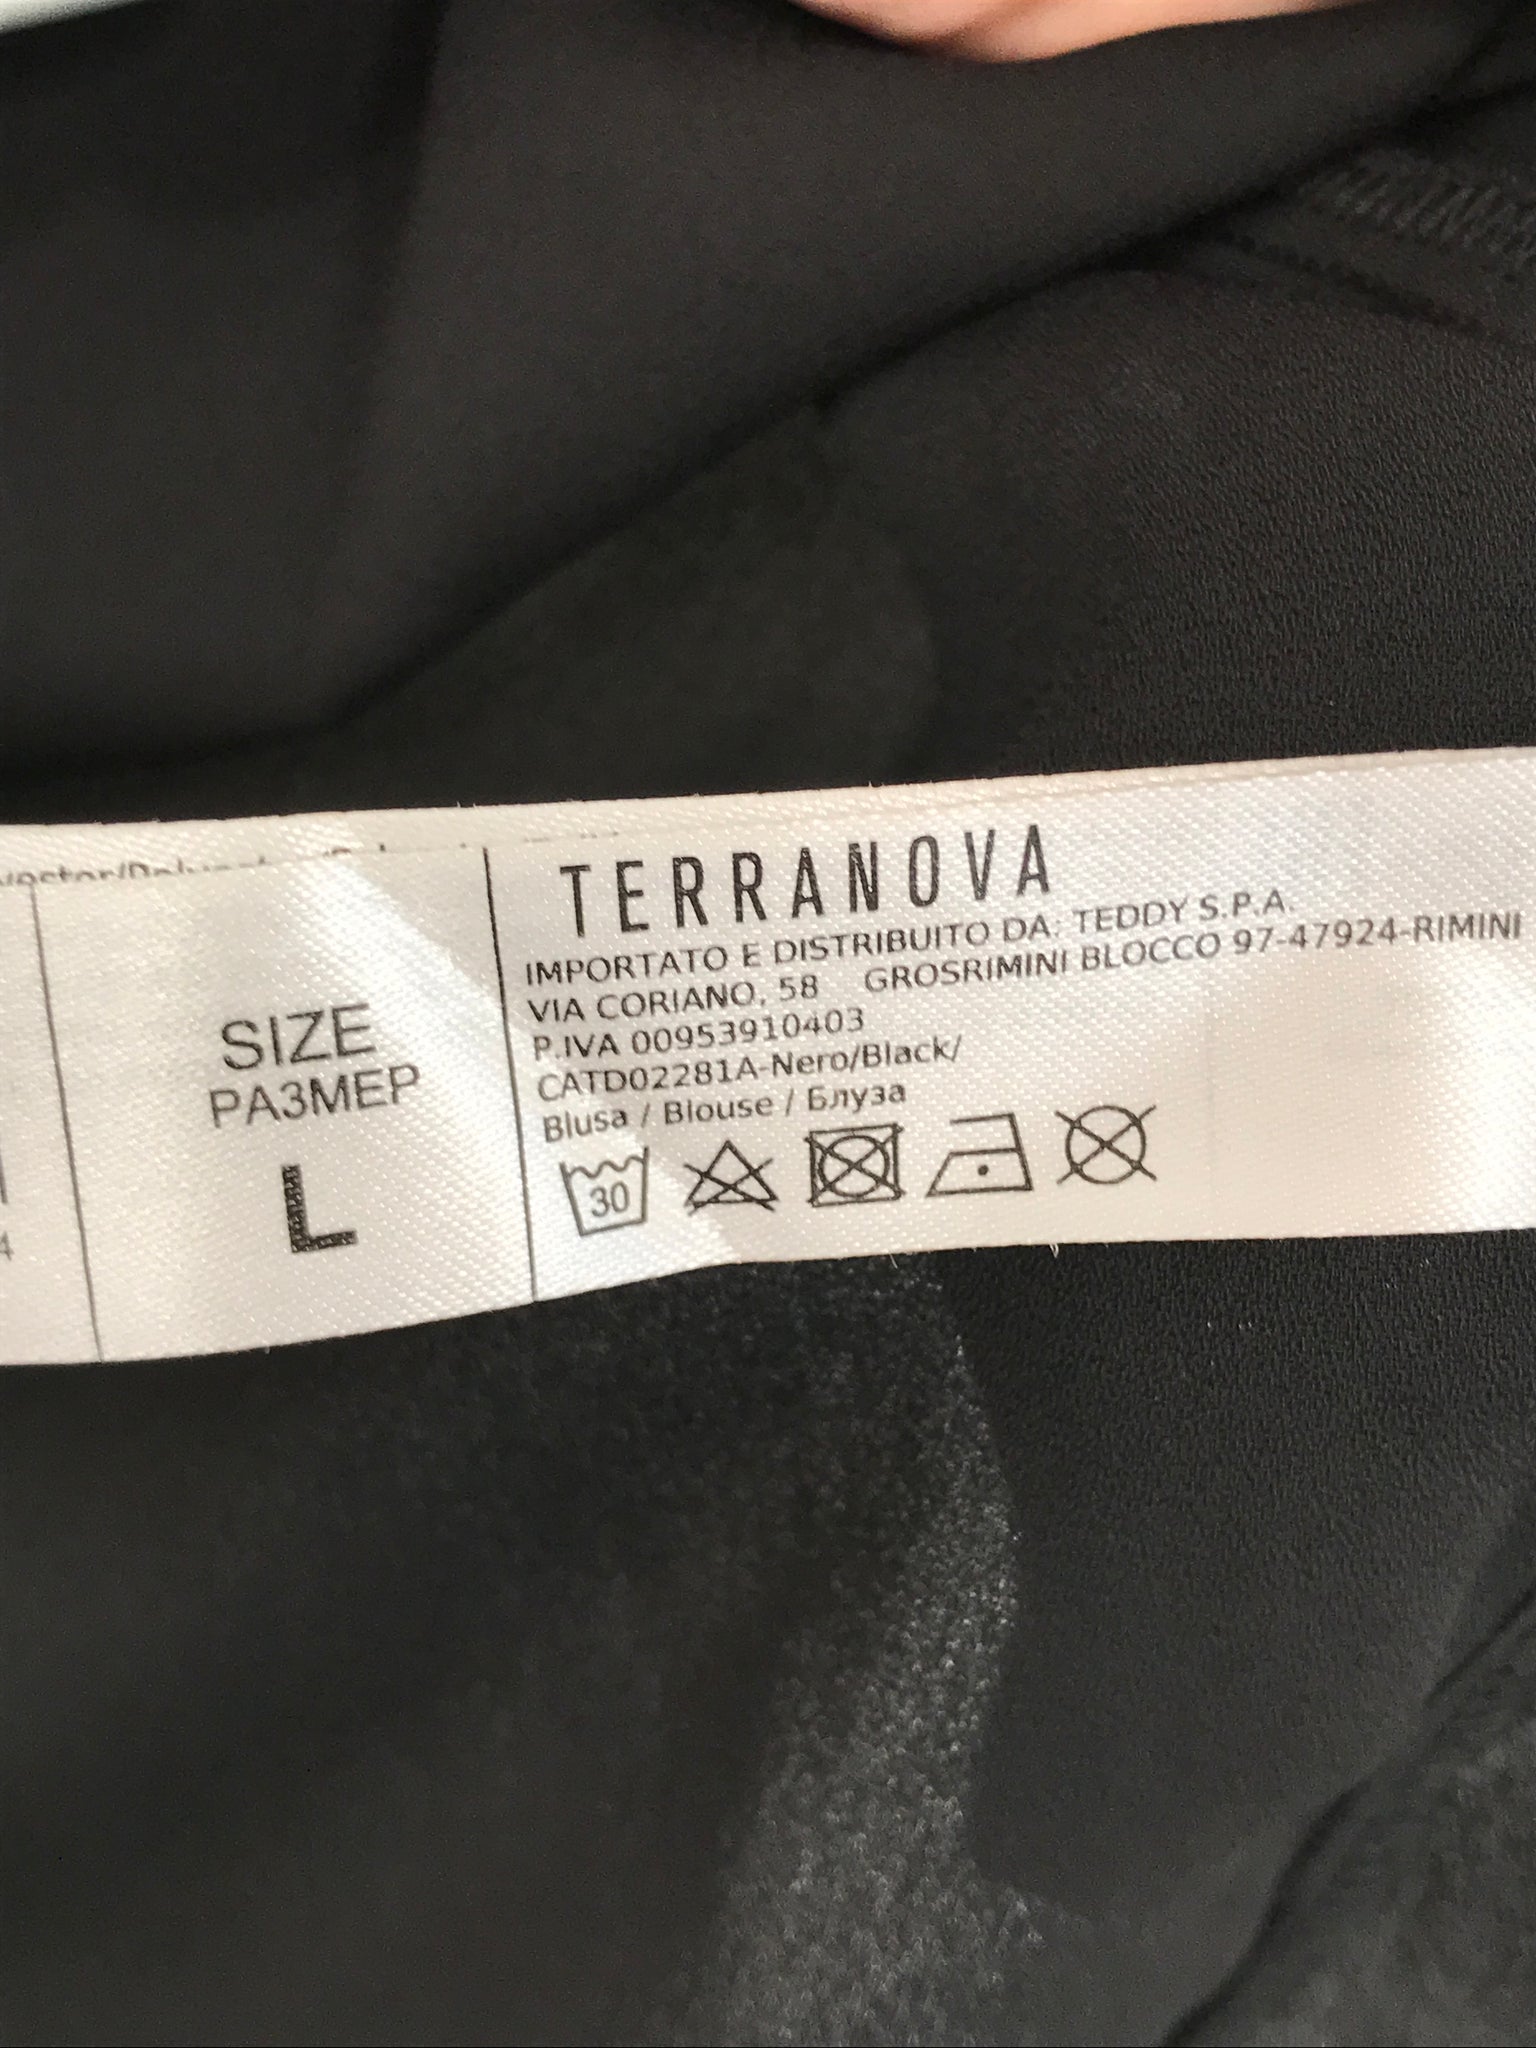 SIZE
РАЗМЕР
L
TERRANOVA
IMPORTATO E DISTRIBUITO DA: TEDDY S.P.A.
VIA CORIANO, 58 GROSRIMINI BLOCCO 97-47924-RIMINI
P.IVA 00953910403
CATD02281A-Nero/Black/
Blusa / Blouse / Блуза
30